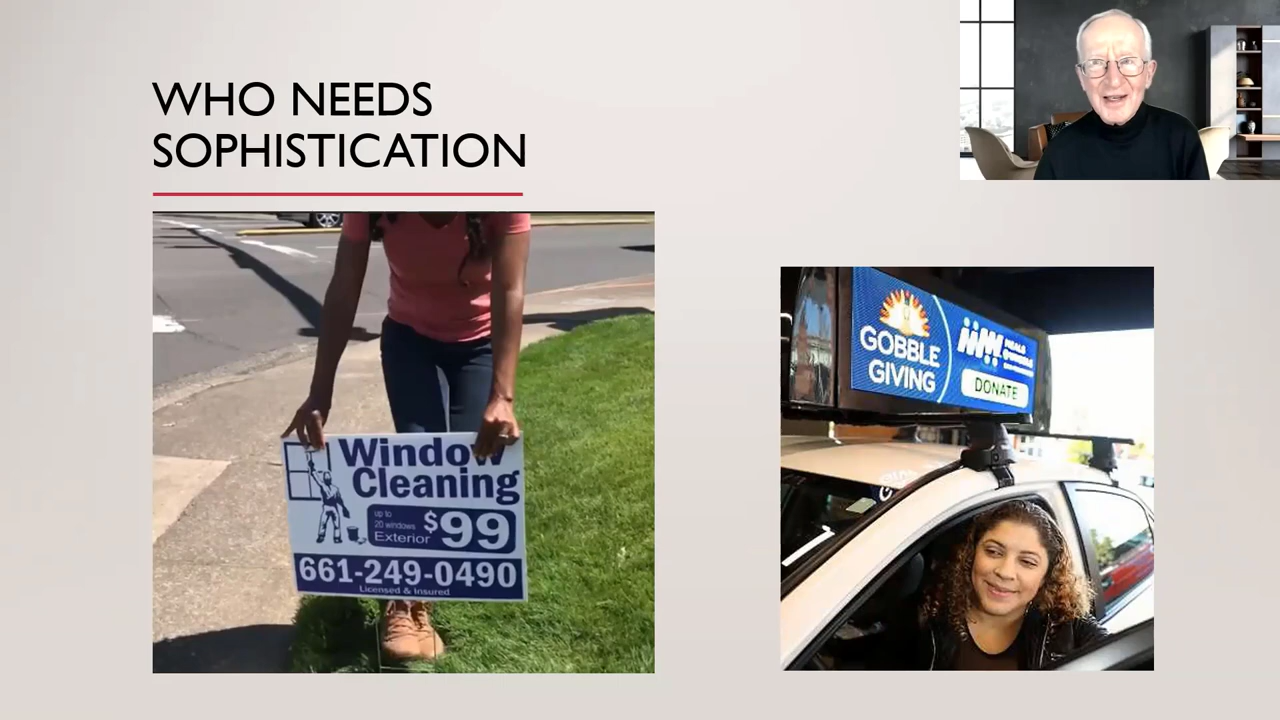 WHO NEEDS
SOPHISTICATION
Window
Cleaning
up to
20 windows
Exterior
$99
661-249-0490
Licensed & Insured
GOBBLE
GIVING
MEALS
DONATE